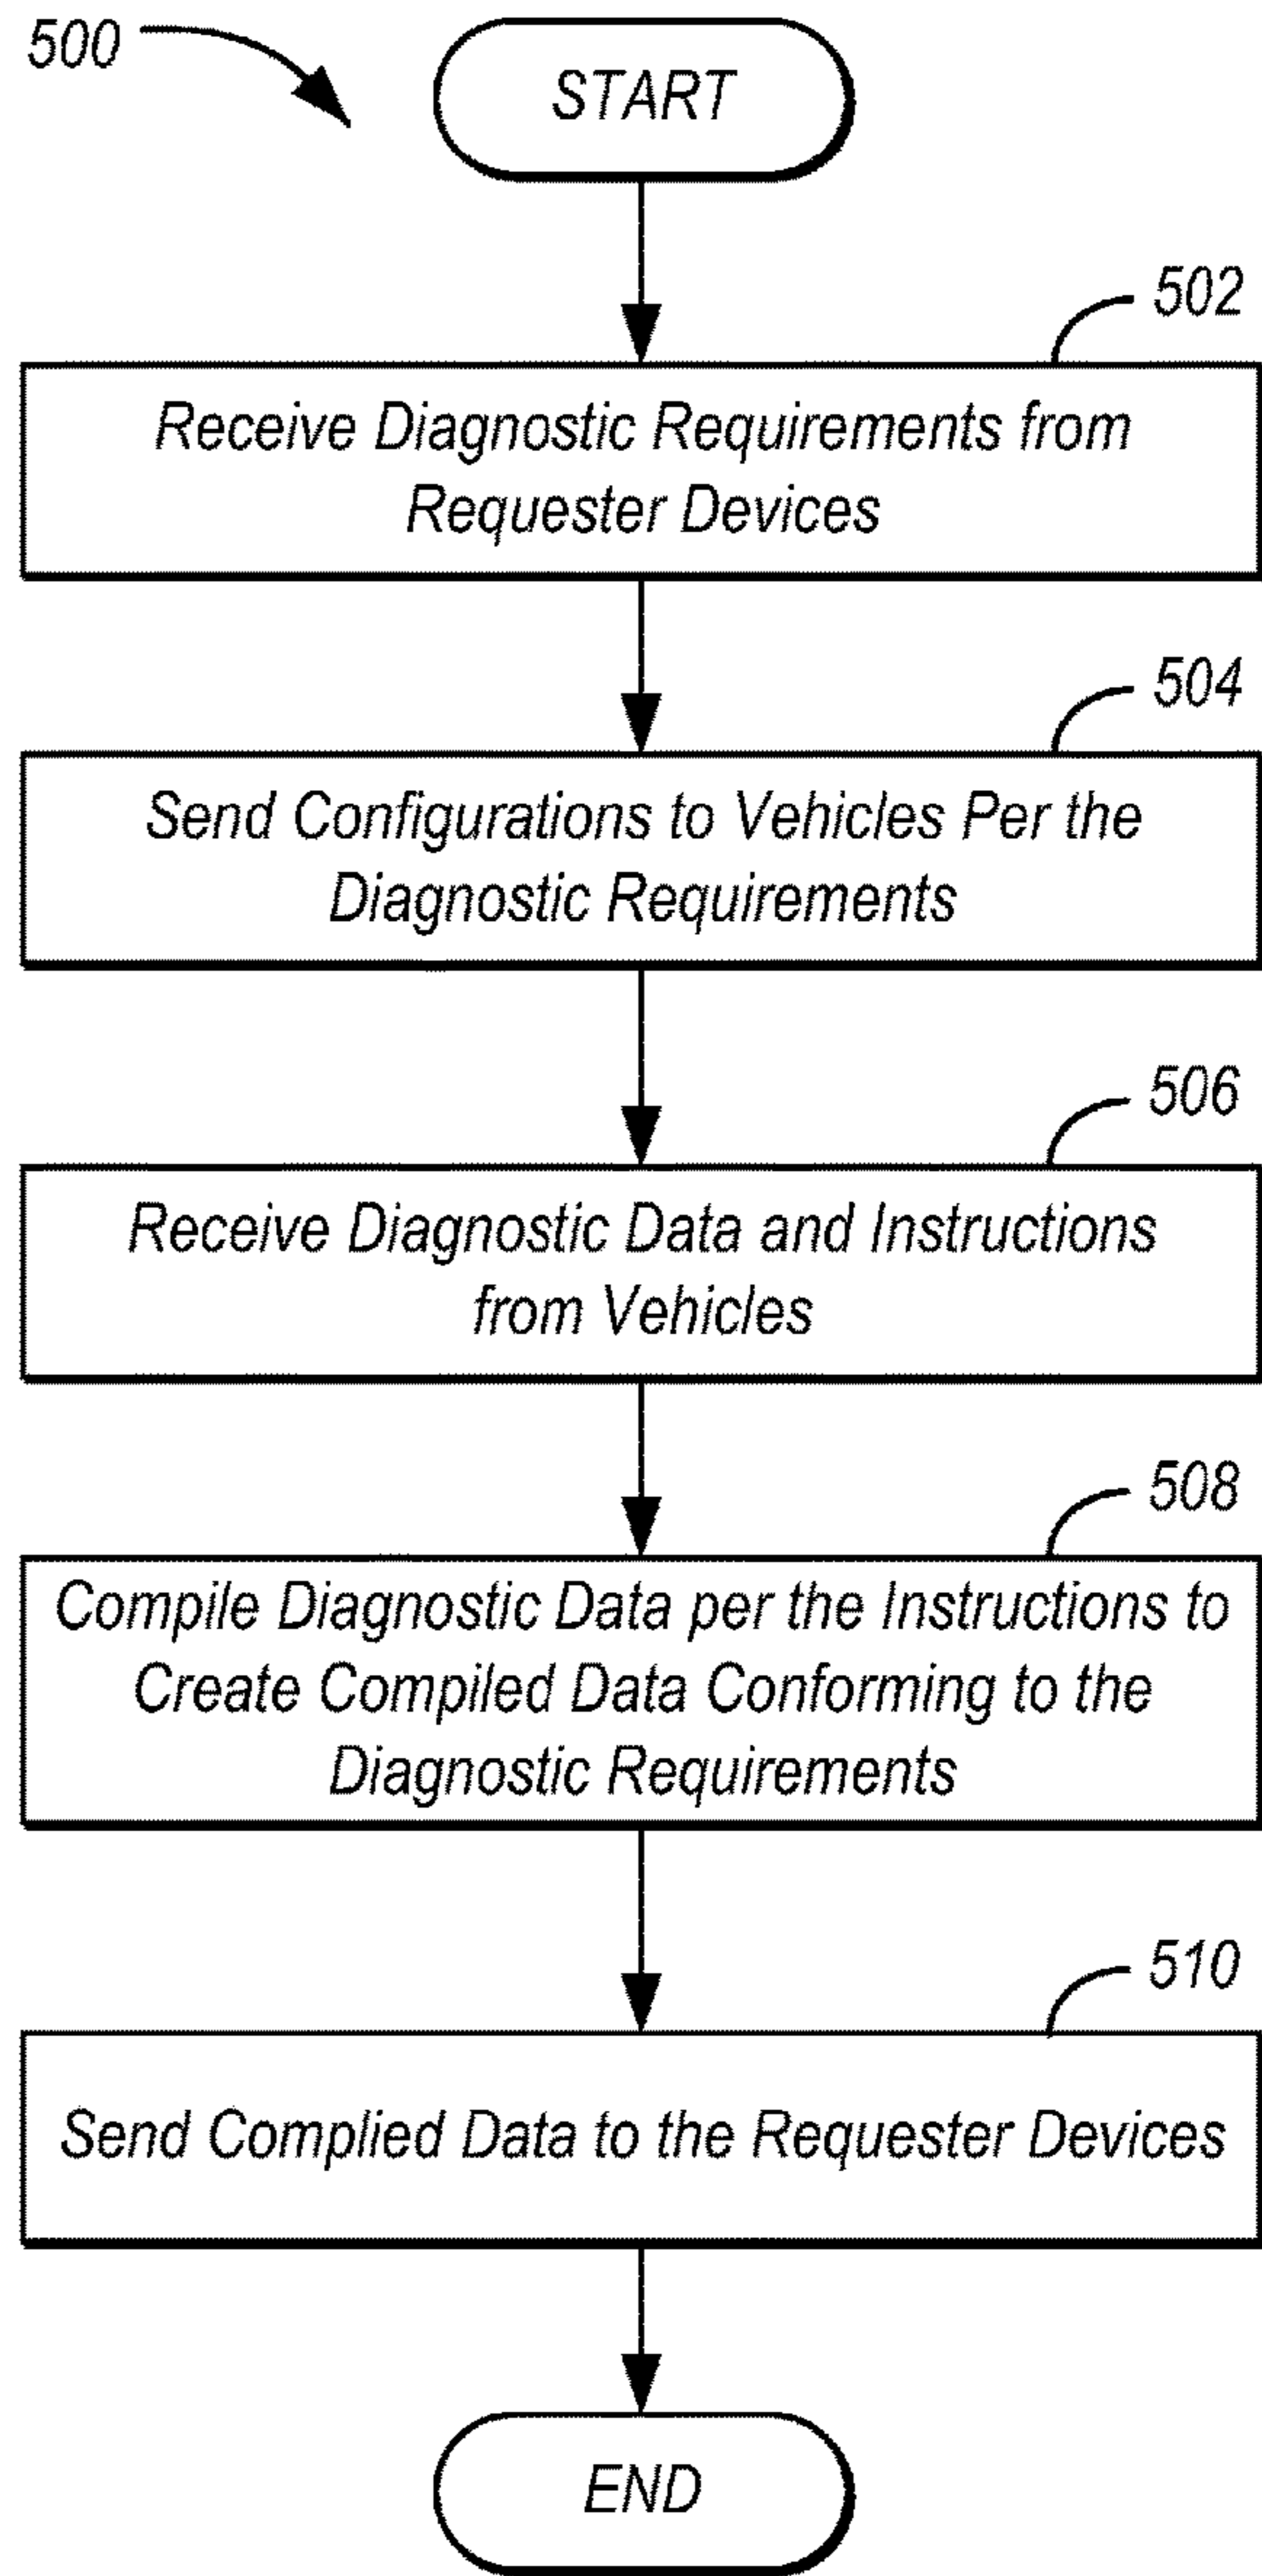 500
START
502
Receive Diagnostic Requirements from
Requester Devices
504
Send Configurations to Vehicles Per the
Diagnostic Requirements
506
Receive Diagnostic Data and Instructions
from Vehicles
508
Compile Diagnostic Data per the Instructions to
Create Compiled Data Conforming to the
Diagnostic Requirements
510
Send Complied Data to the Requester Devices
END